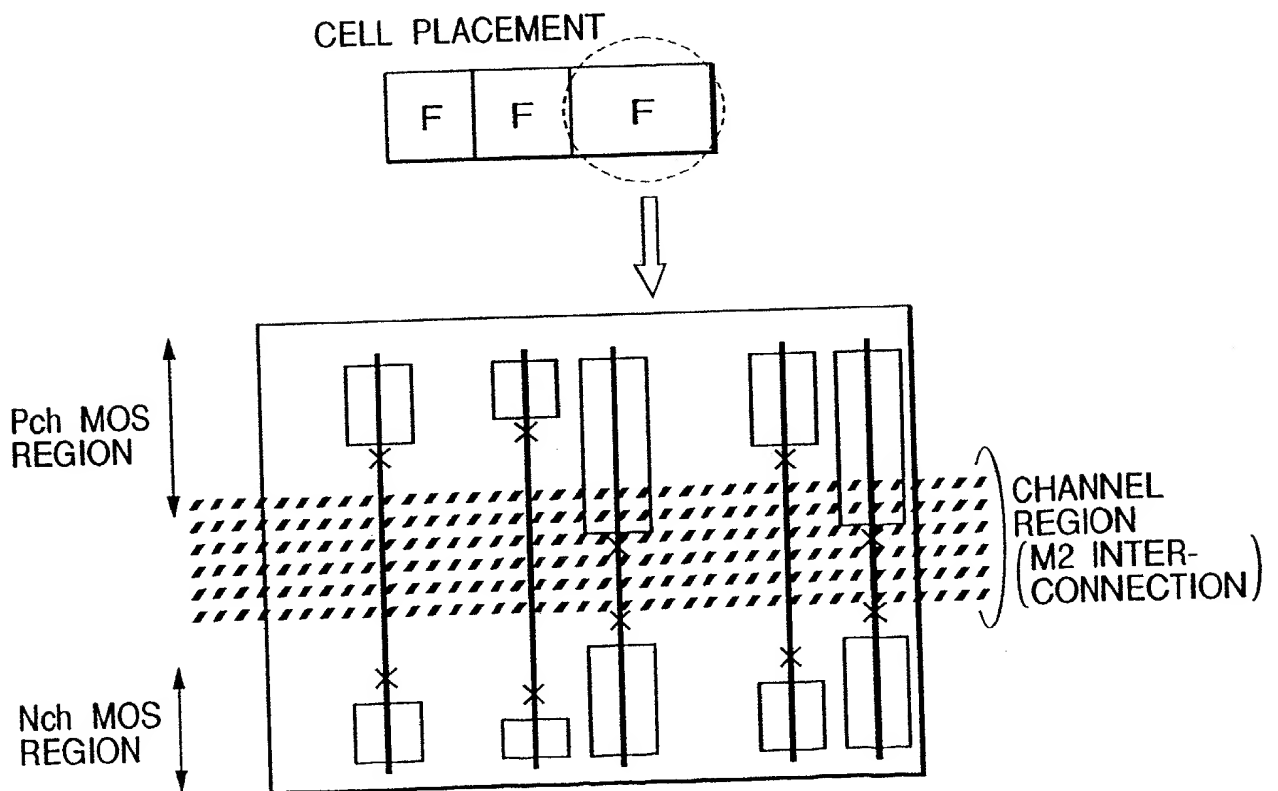 CELL PLACEMENT
F F F
Pch MOS
REGION
CHANNEL
REGION
(M2 INTER-
CONNECTION)
Nch MOS
REGION